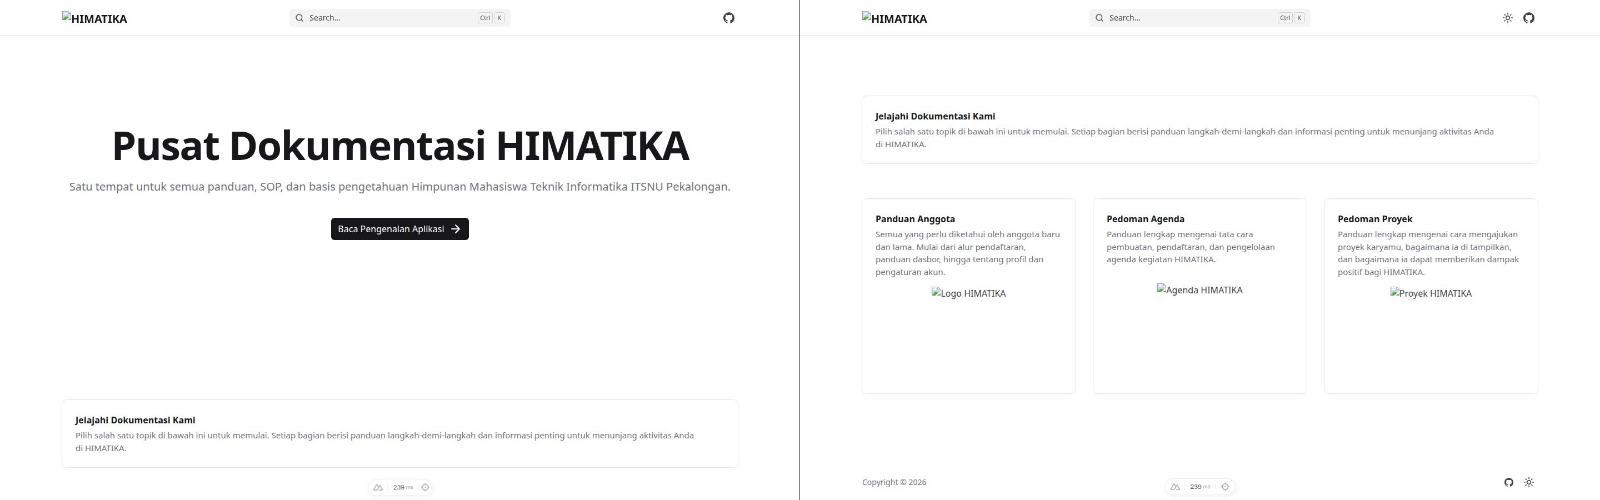 HIMATIKA
Search...
Ctrl K
Pusat Dokumentasi HIMATIKA
Satu tempat untuk semua panduan, SOP, dan basis pengetahuan Himpunan Mahasiswa Teknik Informatika ITSNU Pekalongan.
Baca Pengenalan Aplikasi
Jelajahi Dokumentasi Kami
Pilih salah satu topik di bawah ini untuk memulai. Setiap bagian berisi panduan langkah-demi-langkah dan informasi penting untuk menunjang aktivitas Anda
di HIMATIKA.
239 ms
HIMATIKA
Search...
Ctrl K
Jelajahi Dokumentasi Kami
Pilih salah satu topik di bawah ini untuk memulai. Setiap bagian berisi panduan langkah-demi-langkah dan informasi penting untuk menunjang aktivitas Anda
di HIMATIKA.
Panduan Anggota
Semua yang perlu diketahui oleh anggota baru
dan lama. Mulai dari alur pendaftaran,
panduan dasbor, hingga tentang profil dan
pengaturan akun.
Logo HIMATIKA
Pedoman Agenda
Panduan lengkap mengenai tata cara
pembuatan, pendaftaran, dan pengelolaan
agenda kegiatan HIMATIKA.
Agenda HIMATIKA
Pedoman Proyek
Panduan lengkap mengenai cara mengajukan
proyek karyamu, bagaimana ia di tampilkan,
dan bagaimana ia dapat memberikan dampak
positif bagi HIMATIKA.
Proyek HIMATIKA
Copyright © 2026
239 ms